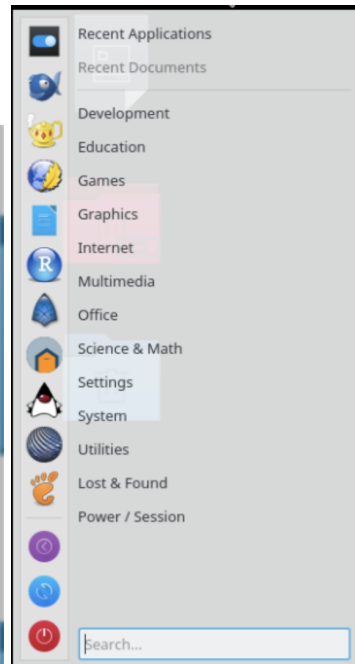 Recent Applications
Recent Documents
Development
Education
Games
Graphics
Internet
R
Multimedia
Office
Science & Math
Settings
System
Utilities
Lost & Found
Power / Session
Search...